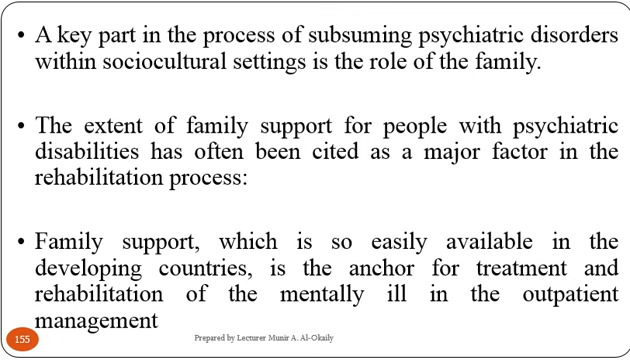 • A key part in the process of subsuming psychiatric disorders
within sociocultural settings is the role of the family.
• The extent of family support for people with psychiatric
disabilities has often been cited as a major factor in the
rehabilitation process:
• Family support, which is so easily available in the
developing countries, is the anchor for treatment and
rehabilitation of the mentally ill in the outpatient
management
155
Prepared by Lecturer Munir A. Al-Okaily